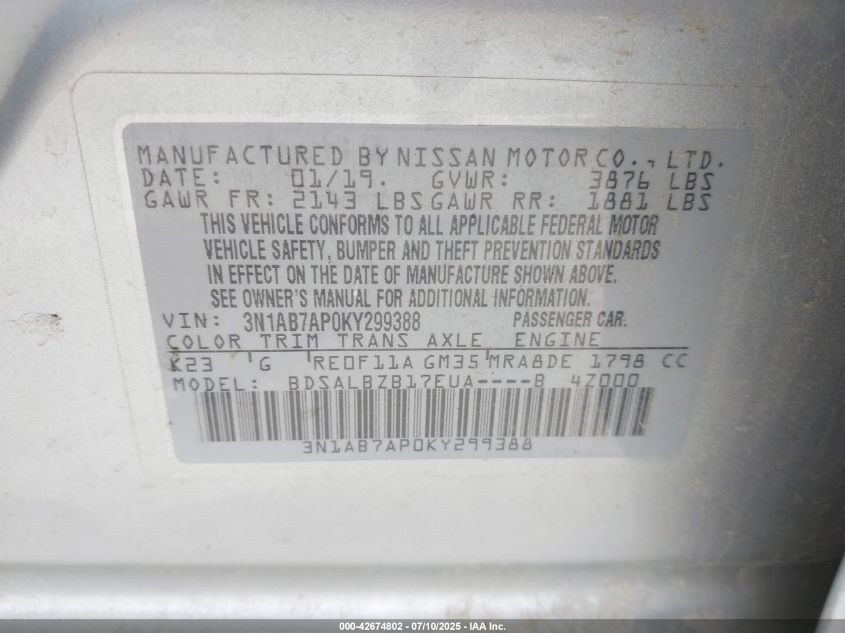 MANUFACTURED BY NISSAN MOTOR CO., LTD.
DATE: 01/19. GVWR: 3876 LBS
GAWR FR: 2143 LBS GAWR RR: 1881 LBS
THIS VEHICLE CONFORMS TO ALL APPLICABLE FEDERAL MOTOR
VEHICLE SAFETY, BUMPER AND THEFT PREVENTION STANDARDS
IN EFFECT ON THE DATE OF MANUFACTURE SHOWN ABOVE.
SEE OWNER'S MANUAL FOR ADDITIONAL INFORMATION.
VIN: 3N1AB7AP0KY299388 PASSENGER CAR.
COLOR TRIM TRANS AXLE ENGINE
K23 G RE0F11A GM35 MRA8DE 1798 CC
MODEL: BDSALBZB17EUA----B 4Z000
3N1AB7AP0KY299388
000-42674802 - 07/10/2025 - IAA Inc.